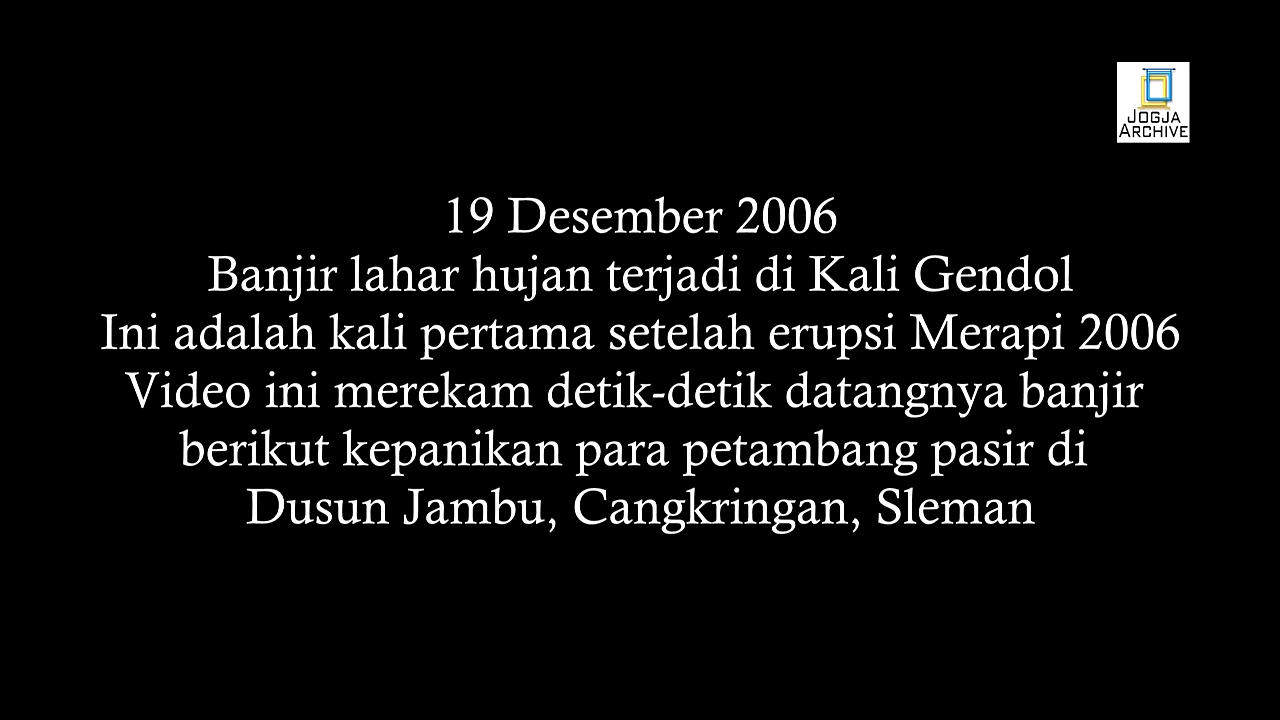 JOGJA
ARCHIVE
19 Desember 2006
Banjir lahar hujan terjadi di Kali Gendol
Ini adalah kali pertama setelah erupsi Merapi 2006
Video ini merekam detik-detik datangnya banjir
berikut kepanikan para petambang pasir di
Dusun Jambu, Cangkringan, Sleman